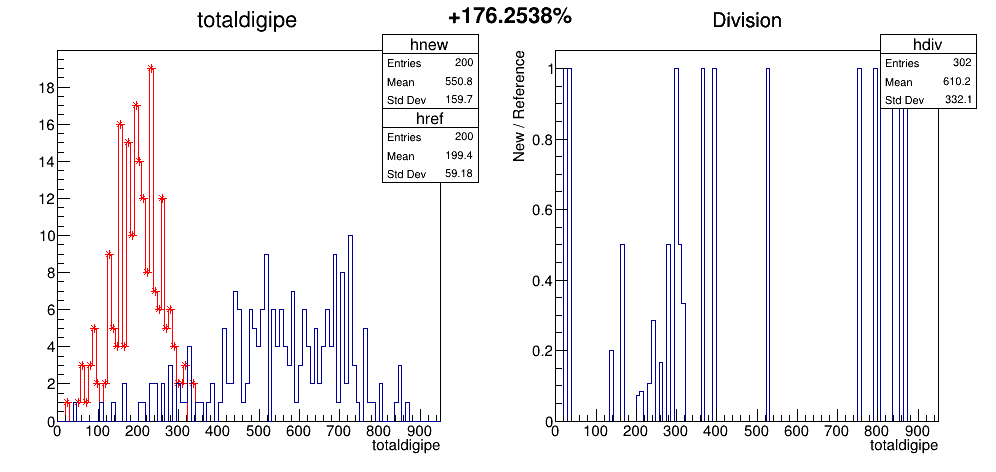 +176.2538%
totaldigipe
hnew
Entries 200
Mean 550.8
Std Dev 159.7
href
Entries 200
Mean 199.4
Std Dev 59.18
18
16
14
12
10
8
6
4
2
0
0 100 200 300 400 500 600 700 800 900
totaldigipe
Division
hdiv
Entries 302
Mean 610.2
Std Dev 332.1
New / Reference
1
0.8
0.6
0.4
0.2
0
0 100 200 300 400 500 600 700 800 900
totaldigipe